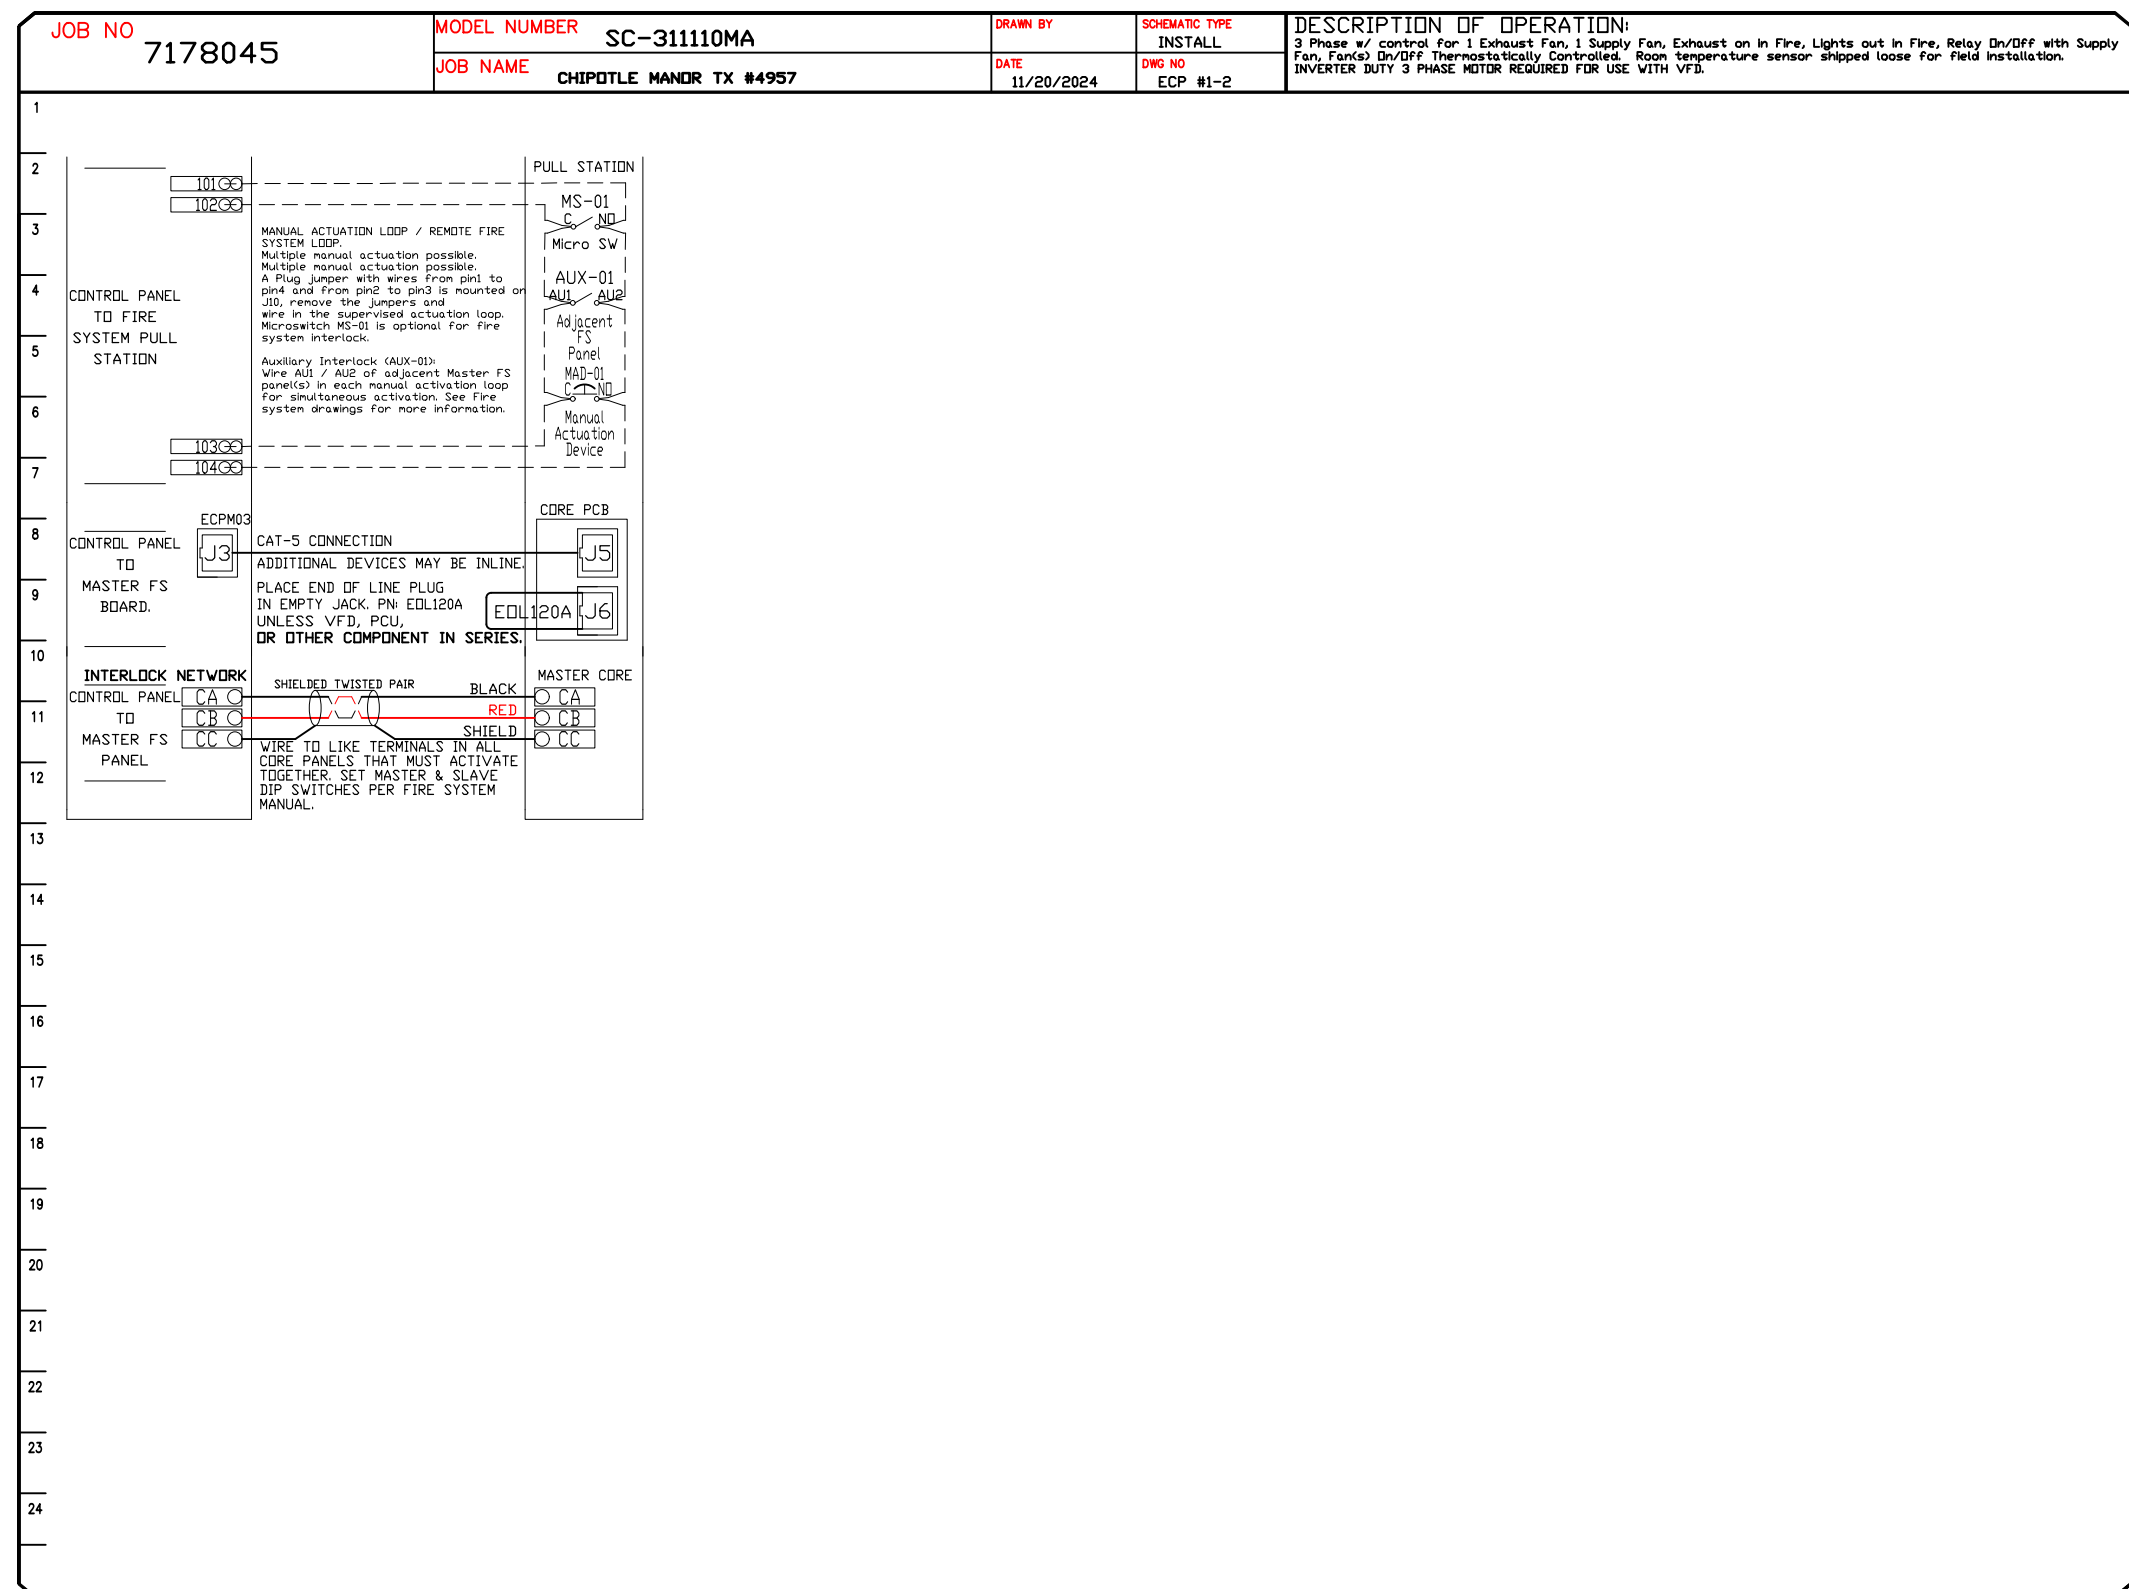 JOB NO
7178045
MODEL NUMBER
SC-311110MA
JOB NAME
CHIPOTLE MANOR TX #4957
DRAWN BY
DATE
11/20/2024
SCHEMATIC TYPE
INSTALL
DWG NO
ECP #1-2
DESCRIPTION OF OPERATION:
3 Phase w/ control for 1 Exhaust Fan, 1 Supply Fan, Exhaust on in Fire, Lights out in Fire, Relay On/Off with Supply
Fan, Fan(s) On/Off Thermostatically Controlled. Room temperature sensor shipped loose for field installation.
INVERTER DUTY 3 PHASE MOTOR REQUIRED FOR USE WITH VFD.
1
2
3
4
5
6
7
8
9
10
11
12
13
14
15
16
17
18
19
20
21
22
23
24
CONTROL PANEL
TO FIRE
SYSTEM PULL
STATION
101
102
103
104
MANUAL ACTUATION LOOP / REMOTE FIRE
SYSTEM LOOP.
Multiple manual actuation possible.
Multiple manual actuation possible.
A Plug jumper with wires from pin1 to
pin4 and from pin2 to pin3 is mounted on
J10, remove the jumpers and
wire in the supervised actuation loop.
Microswitch MS-01 is optional for fire
system interlock.
Auxiliary Interlock (AUX-01):
Wire AU1 / AU2 of adjacent Master FS
panel(s) in each manual activation loop
for simultaneous activation. See Fire
system drawings for more information.
PULL STATION
MS-01
C NO
Micro SW
AUX-01
AU1 AU2
Adjacent
FS
Panel
MAD-01
C NO
Manual
Actuation
Device
CONTROL PANEL
TO
MASTER FS
BOARD.
ECPM03
J3
CAT-5 CONNECTION
ADDITIONAL DEVICES MAY BE INLINE.
PLACE END OF LINE PLUG
IN EMPTY JACK. PN: EOL120A
UNLESS VFD, PCU,
OR OTHER COMPONENT IN SERIES.
CORE PCB
J5
EOL120A
J6
INTERLOCK NETWORK
CONTROL PANEL
TO
MASTER FS
PANEL
CA
CB
CC
SHIELDED TWISTED PAIR
BLACK
RED
SHIELD
WIRE TO LIKE TERMINALS IN ALL
CORE PANELS THAT MUST ACTIVATE
TOGETHER. SET MASTER & SLAVE
DIP SWITCHES PER FIRE SYSTEM
MANUAL.
MASTER CORE
CA
CB
CC